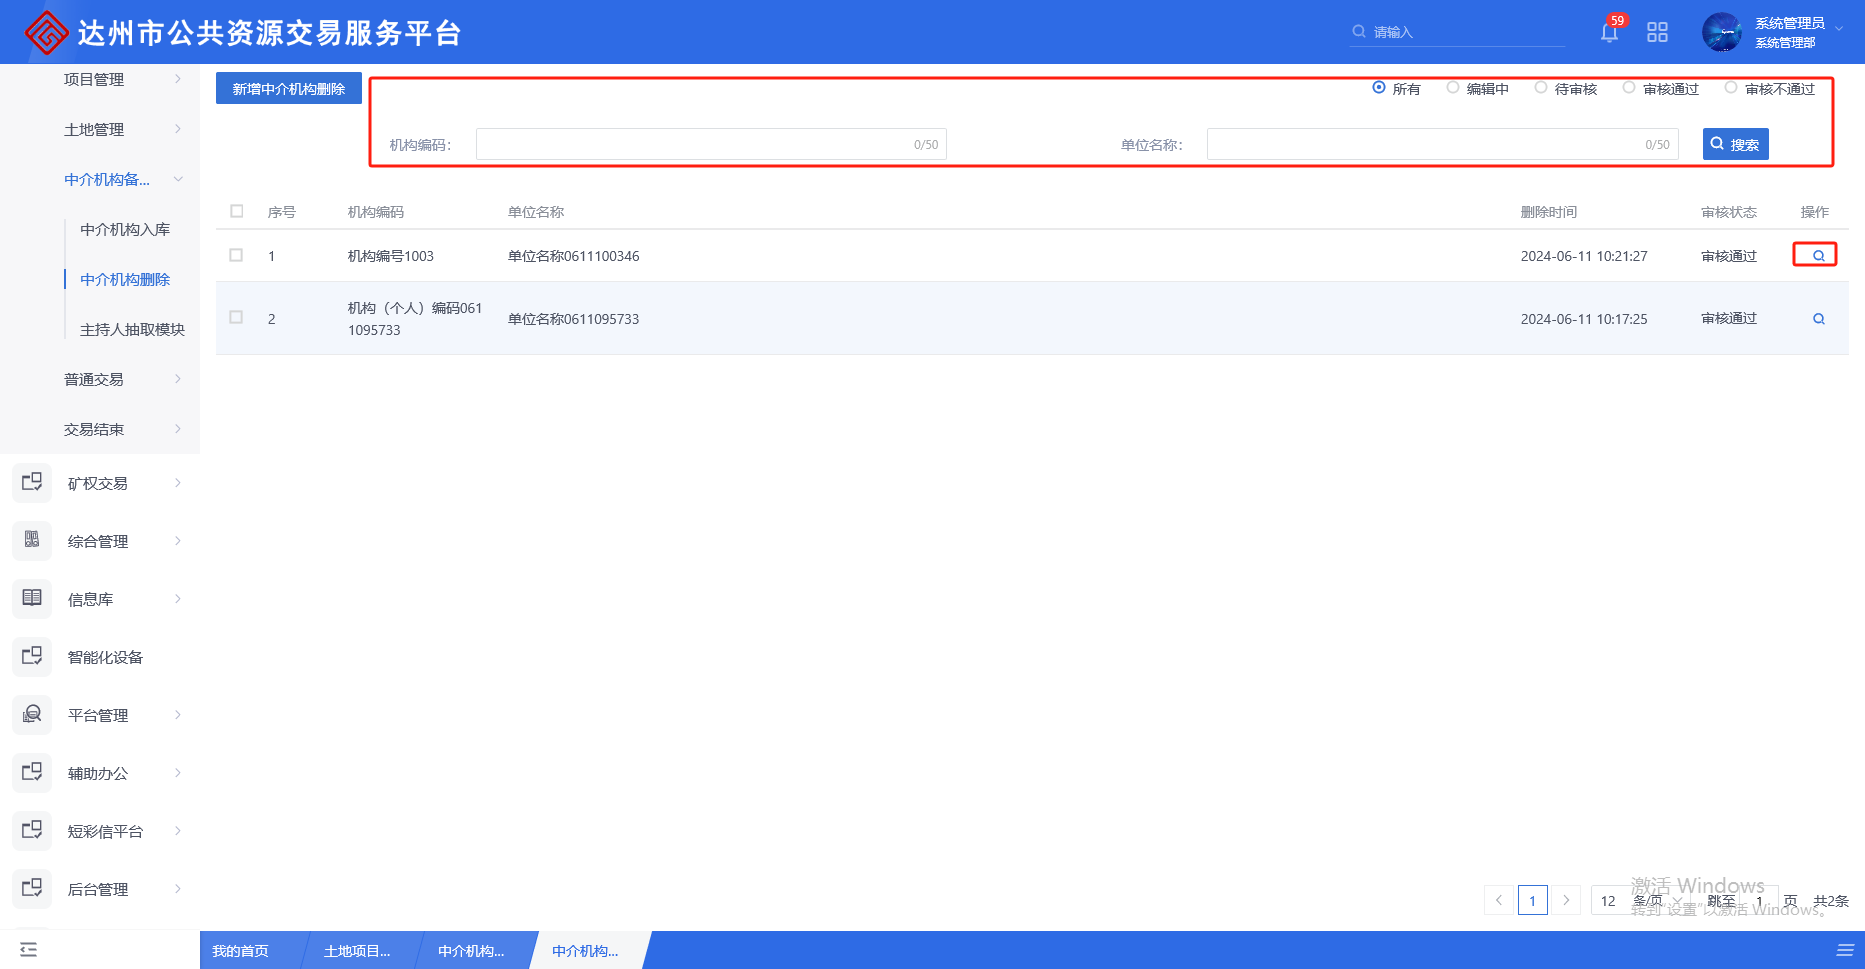 达州市公共资源交易服务平台
请输入
59
系统管理员
系统管理部
项目管理
土地管理
中介机构备...
中介机构入库
中介机构删除
主持人抽取模块
普通交易
交易结束
矿权交易
综合管理
信息库
智能化设备
平台管理
辅助办公
短彩信平台
后台管理
新增中介机构删除
所有 编辑中 待审核 审核通过 审核不通过
机构编码： 0/50 单位名称： 0/50 搜索
序号 机构编码 单位名称 删除时间 审核状态 操作
1 机构编号1003 单位名称0611100346 2024-06-11 10:21:27 审核通过
2 机构（个人）编码061
1095733 单位名称0611095733 2024-06-11 10:17:25 审核通过
1 12 条/页 跳至 1 页 共2条
激活 Windows
转到"设置"以激活 Windows。
我的首页 土地项目... 中介机构... 中介机构...